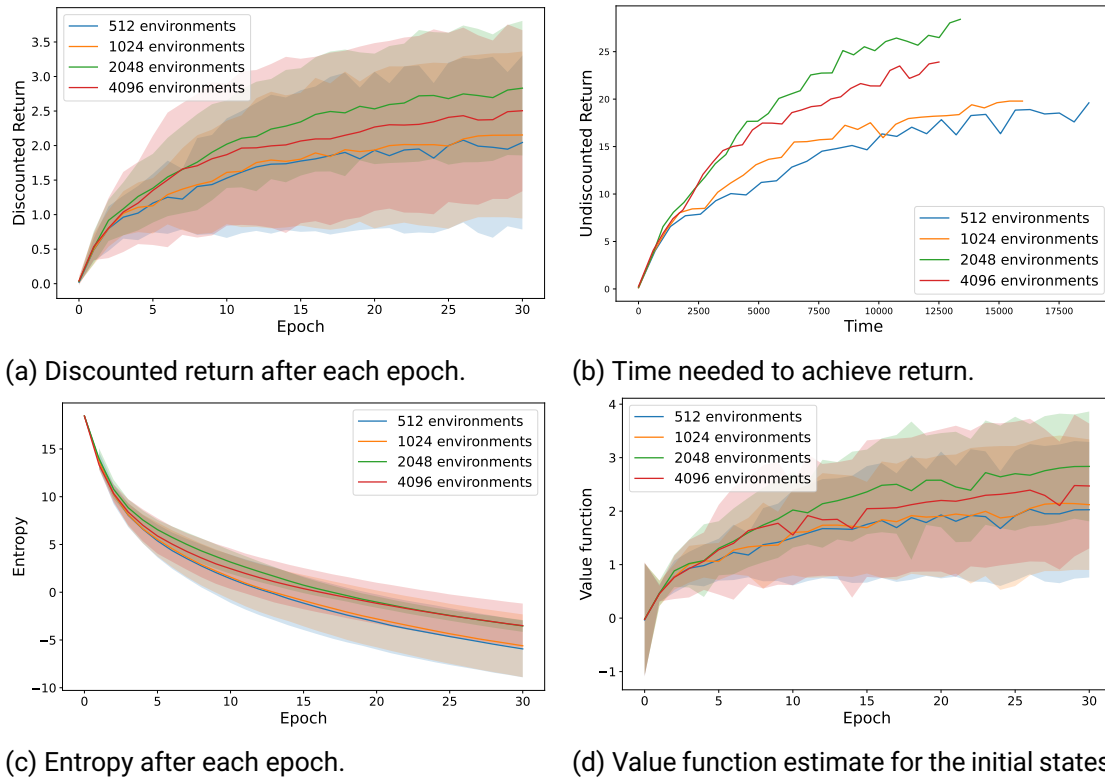 512 environments
1024 environments
2048 environments
4096 environments
3.5
3.0
2.5
2.0
1.5
1.0
0.5
0.0
Discounted Return
0 5 10 15 20 25 30
Epoch
(a) Discounted return after each epoch.
25
20
15
10
5
0
Undiscounted Return
512 environments
1024 environments
2048 environments
4096 environments
0 2500 5000 7500 10000 12500 15000 17500
Time
(b) Time needed to achieve return.
512 environments
1024 environments
2048 environments
4096 environments
15
10
5
0
−5
−10
Entropy
0 5 10 15 20 25 30
Epoch
(c) Entropy after each epoch.
512 environments
1024 environments
2048 environments
4096 environments
4
3
2
1
0
−1
Value function
0 5 10 15 20 25 30
Epoch
(d) Value function estimate for the initial states